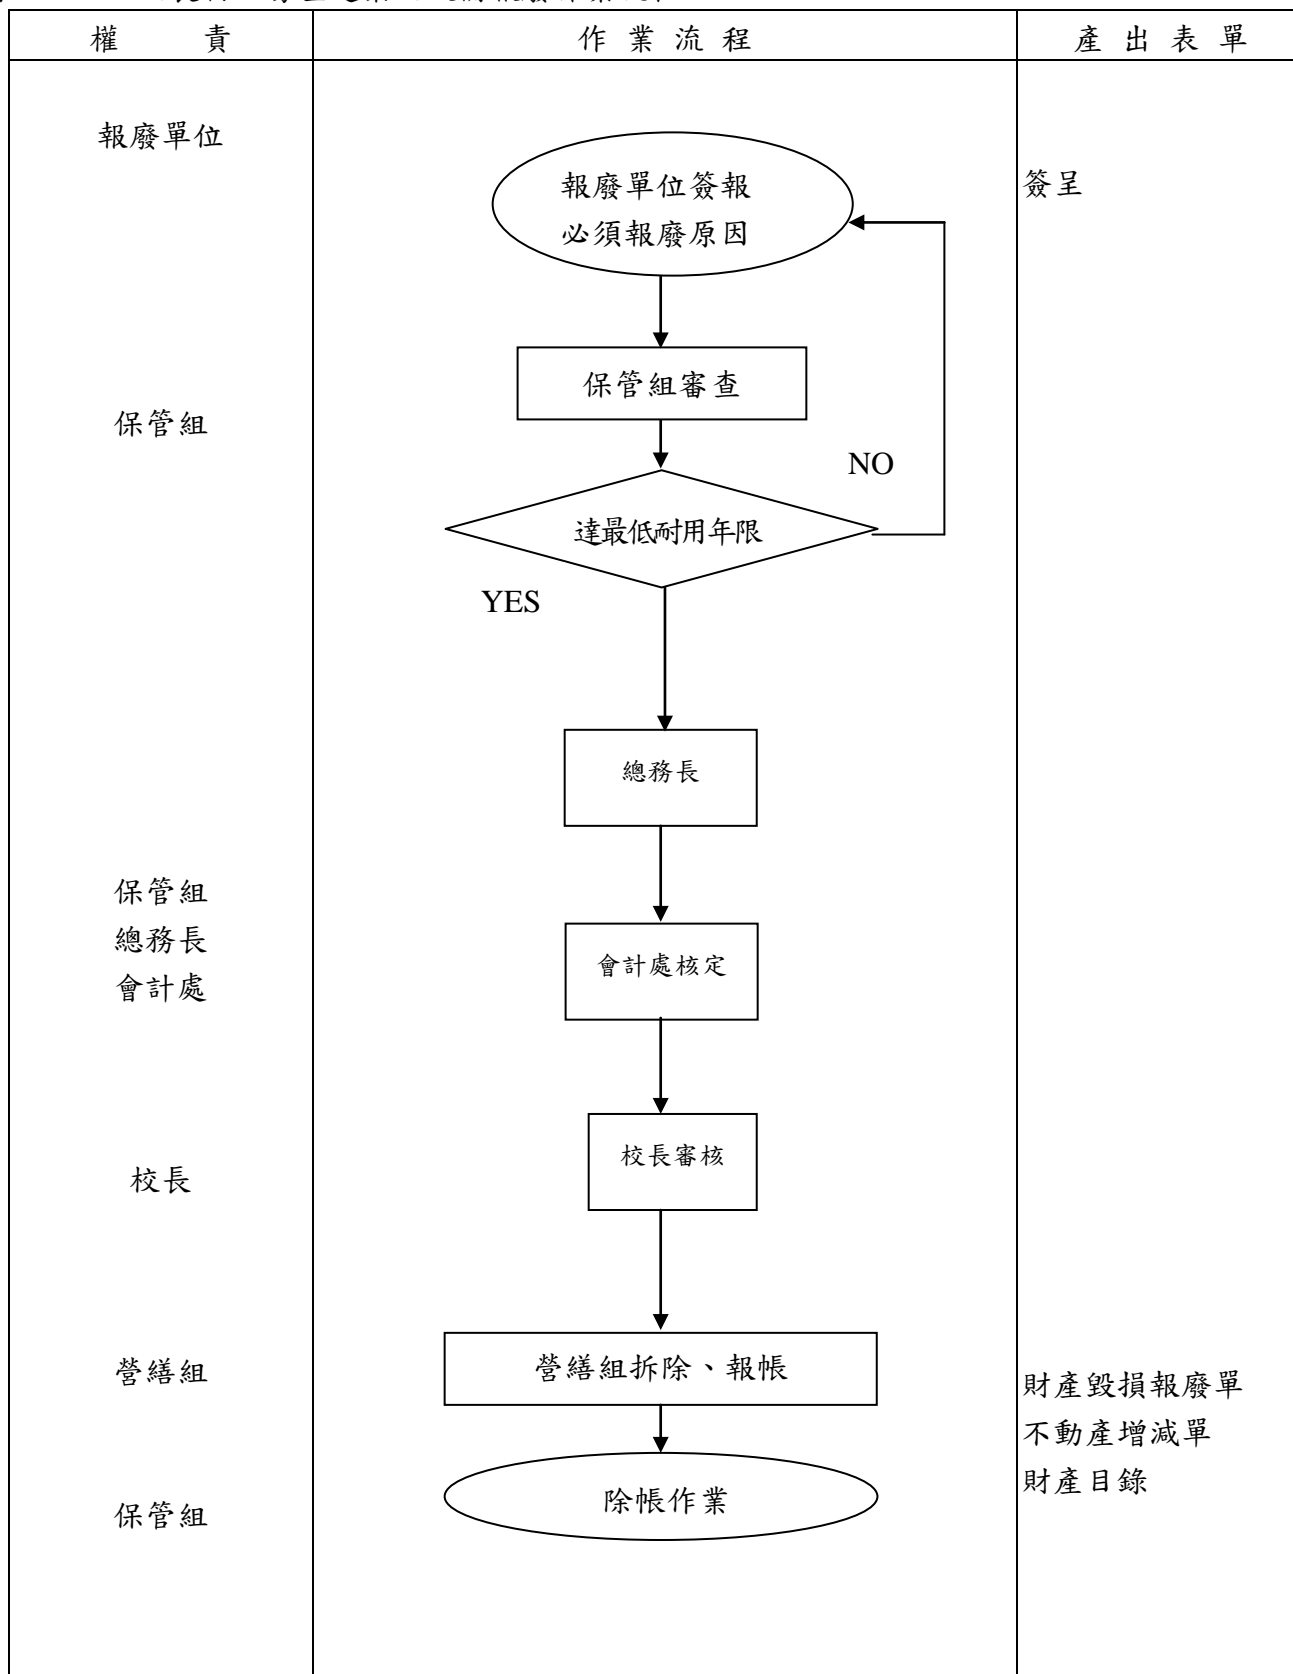 權 責
作 業 流 程
產 出 表 單
報廢單位
報廢單位簽報
必須報廢原因
簽呈
保管組審查
保管組
NO
達最低耐用年限
YES
總務長
保管組
總務長
會計處
會計處核定
校長審核
校長
營繕組
營繕組拆除、報帳
財產毀損報廢單
不動產增減單
財產目錄
除帳作業
保管組